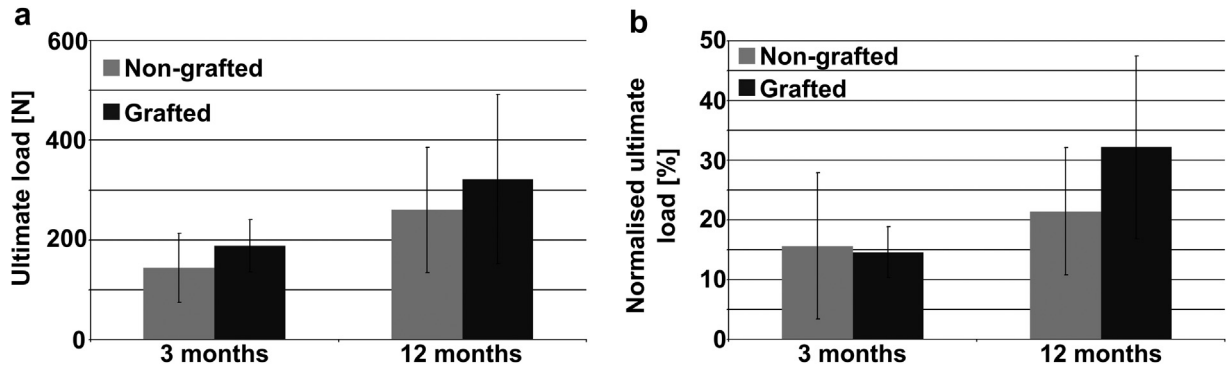 a
Ultimate load [N]
600
400
200
0
Non-grafted
Grafted
3 months
12 months
b
Normalised ultimate
load [%]
50
40
30
20
10
0
Non-grafted
Grafted
3 months
12 months